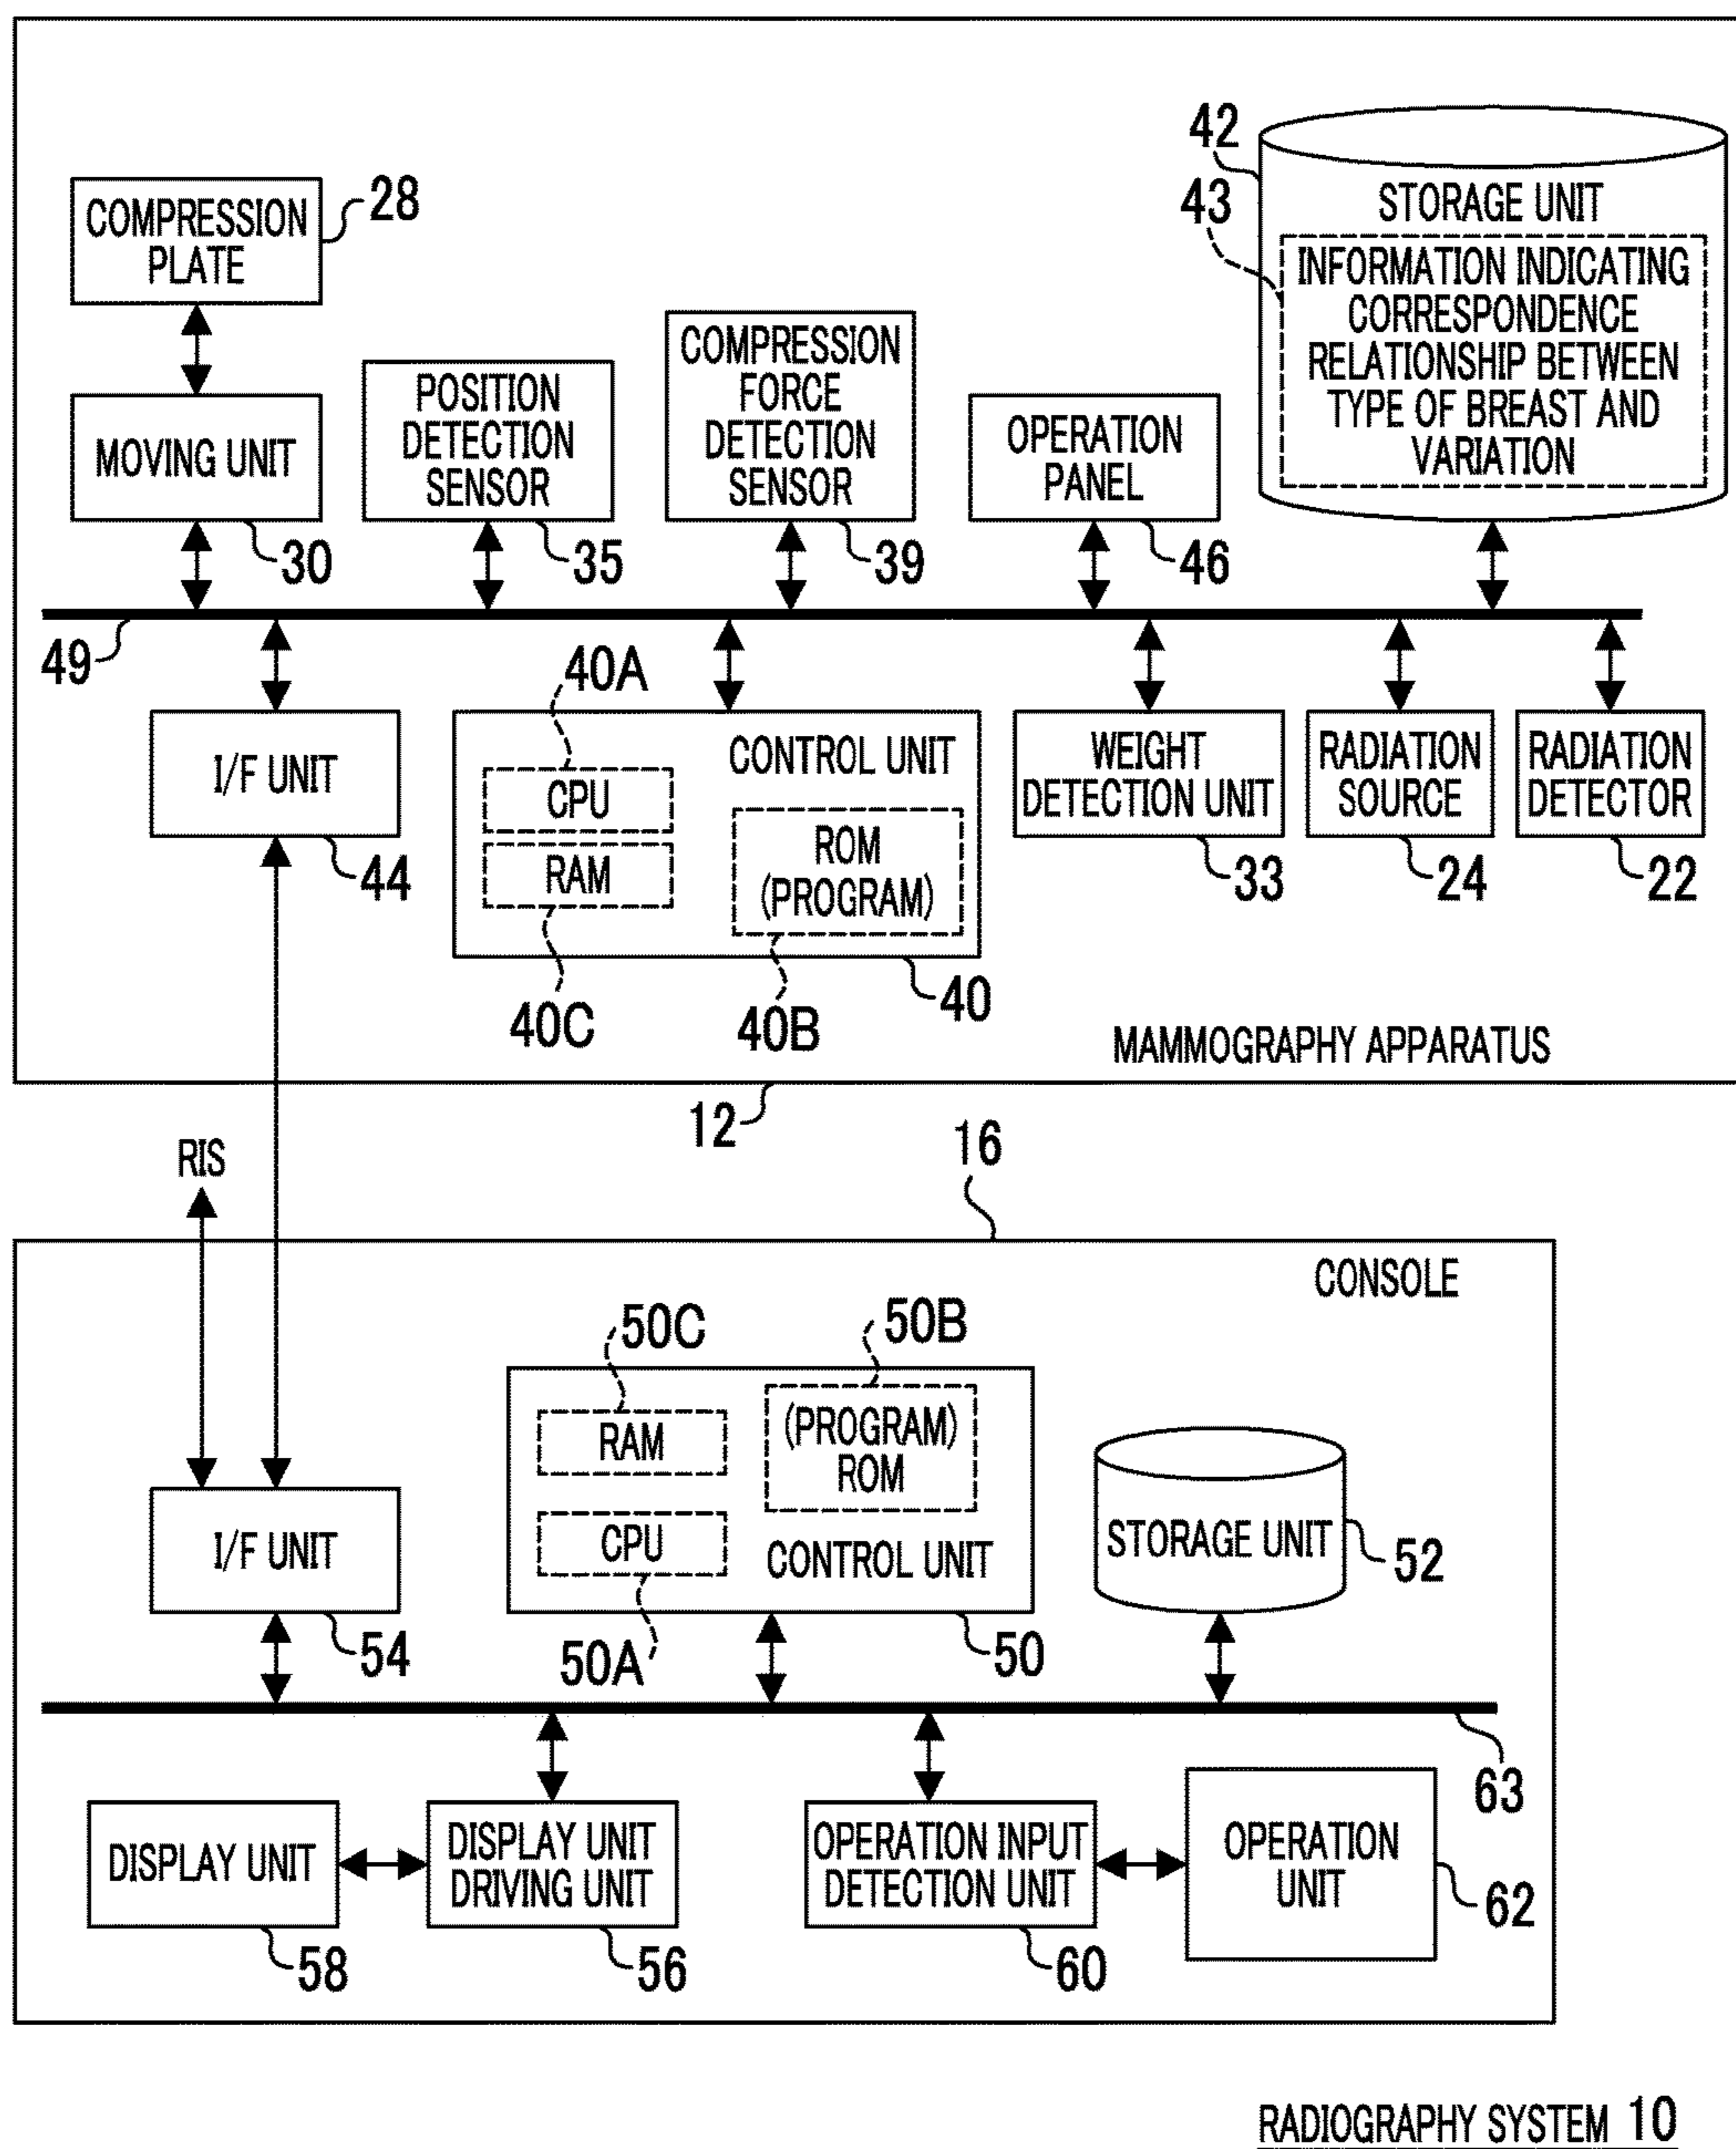 42
STORAGE UNIT
43
INFORMATION INDICATING
CORRESPONDENCE
RELATIONSHIP BETWEEN
TYPE OF BREAST AND
VARIATION
COMPRESSION
PLATE
28
MOVING UNIT
30
POSITION
DETECTION
SENSOR
35
COMPRESSION
FORCE
DETECTION
SENSOR
39
OPERATION
PANEL
46
49
I/F UNIT
44
40A
CONTROL UNIT
CPU
RAM
ROM
(PROGRAM)
40C
40B
40
WEIGHT
DETECTION UNIT
33
RADIATION
SOURCE
24
RADIATION
DETECTOR
22
MAMMOGRAPHY APPARATUS
12
RIS
16
CONSOLE
50C
50B
RAM
(PROGRAM)
ROM
CPU
CONTROL UNIT
50A
50
I/F UNIT
54
STORAGE UNIT
52
63
DISPLAY UNIT
58
DISPLAY UNIT
DRIVING UNIT
56
OPERATION INPUT
DETECTION UNIT
60
OPERATION
UNIT
62
RADIOGRAPHY SYSTEM 10